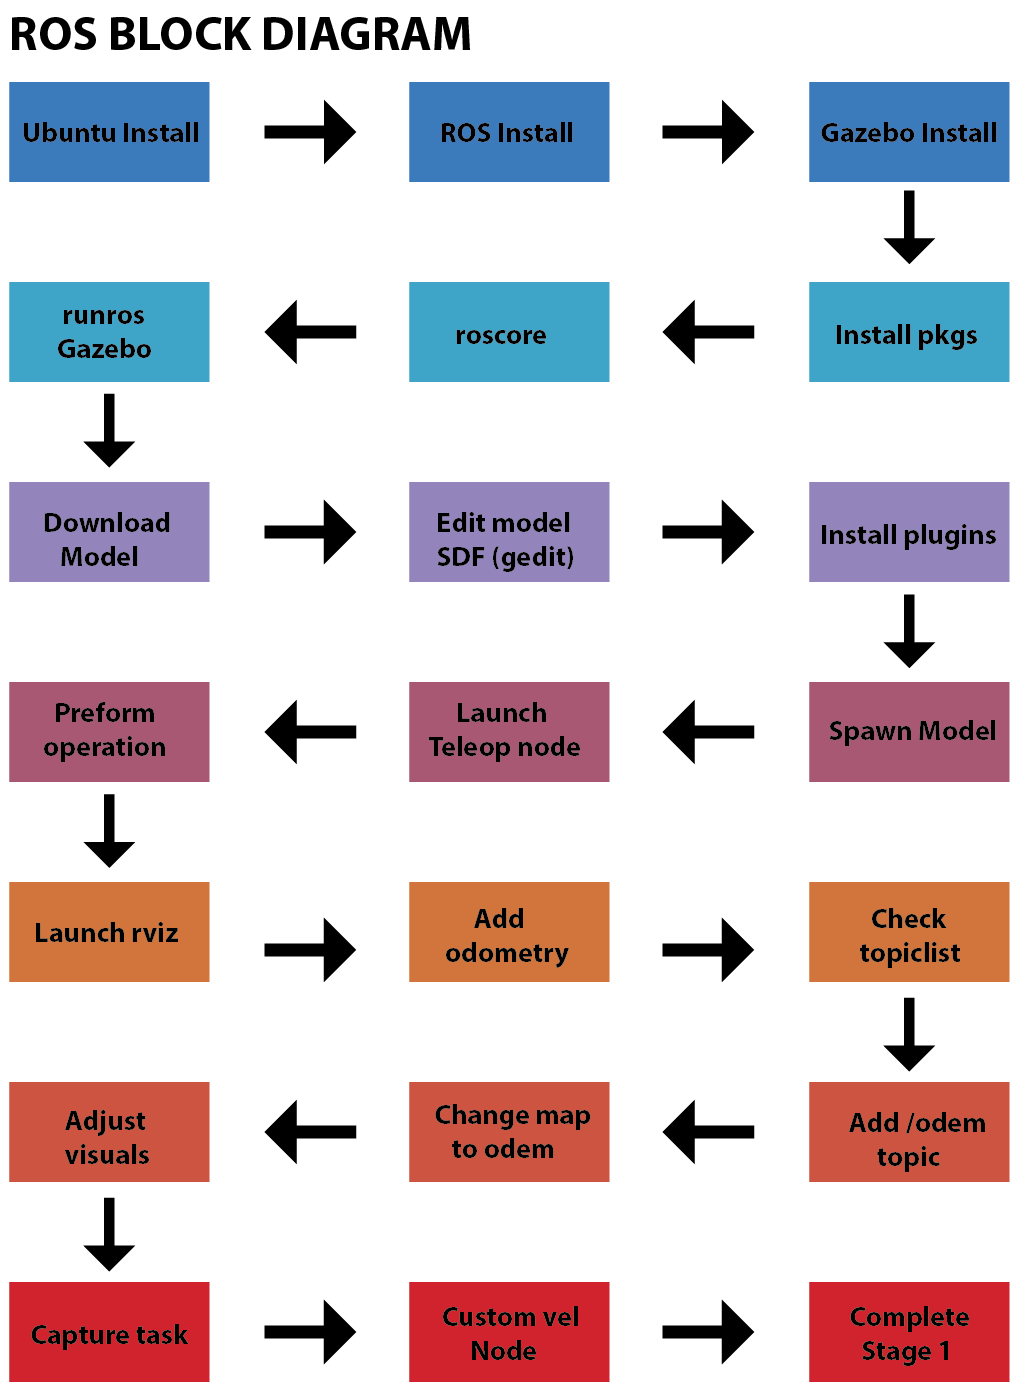 ROS BLOCK DIAGRAM
Ubuntu Install
ROS Install
Gazebo Install
runros
Gazebo
roscore
Install pkgs
Download
Model
Edit model
SDF (gedit)
Install plugins
Preform
operation
Launch
Teleop node
Spawn Model
Launch rviz
Add
odometry
Check
topiclist
Adjust
visuals
Change map
to odem
Add /odem
topic
Capture task
Custom vel
Node
Complete
Stage 1